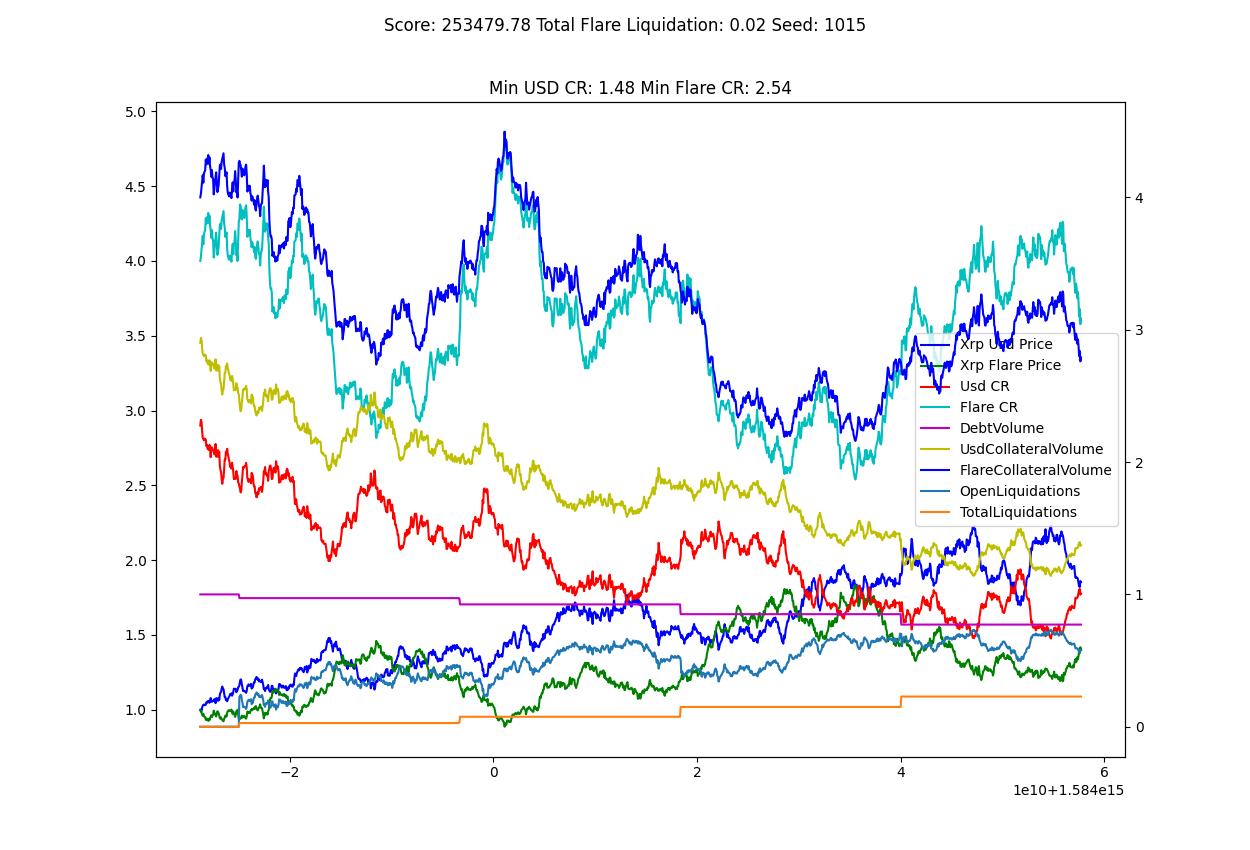 Score: 253479.78 Total Flare Liquidation: 0.02 Seed: 1015
Min USD CR: 1.48 Min Flare CR: 2.54
5.0
4.5
4.0
3.5
3.0
2.5
2.0
1.5
1.0
4
3
2
1
0
Xrp Usd Price
Xrp Flare Price
Usd CR
Flare CR
DebtVolume
UsdCollateralVolume
FlareCollateralVolume
OpenLiquidations
TotalLiquidations
−2 0 2 4 6
1e10+1.584e15